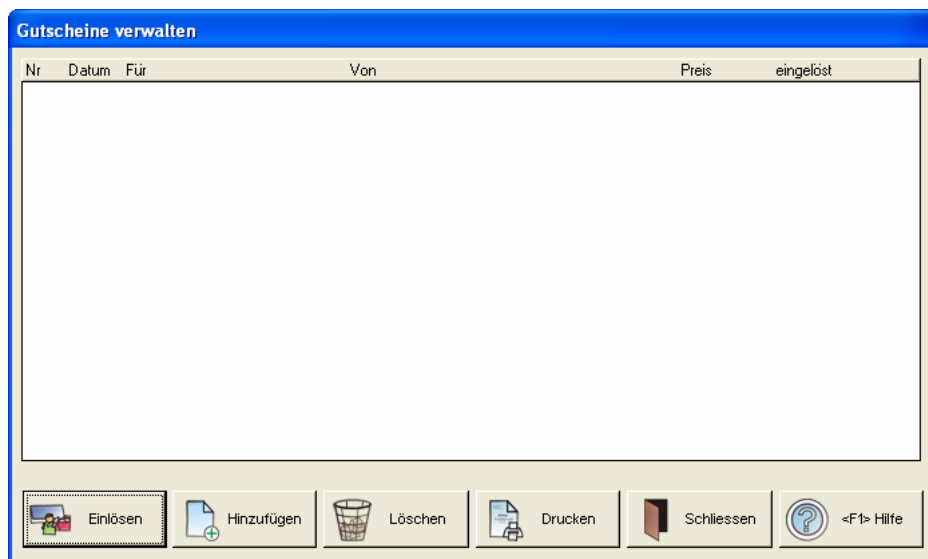 Gutscheine verwalten
Nr Datum Für Von Preis eingelöst
Einlösen Hinzufügen Löschen Drucken Schliessen <F1> Hilfe